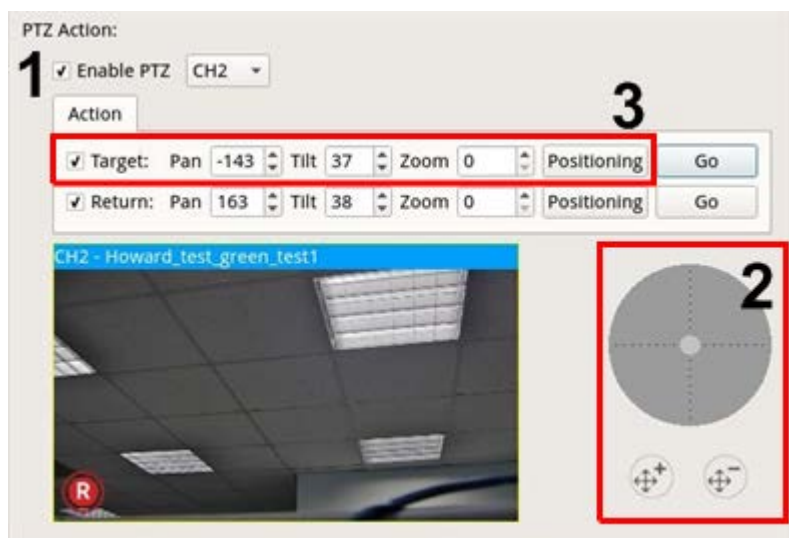 PTZ Action:
1 Enable PTZ CH2
Action
3
Target: Pan -143 Tilt 37 Zoom 0 Positioning Go
Return: Pan 163 Tilt 38 Zoom 0 Positioning Go
CH2 - Howard_test_green_test1
2
R